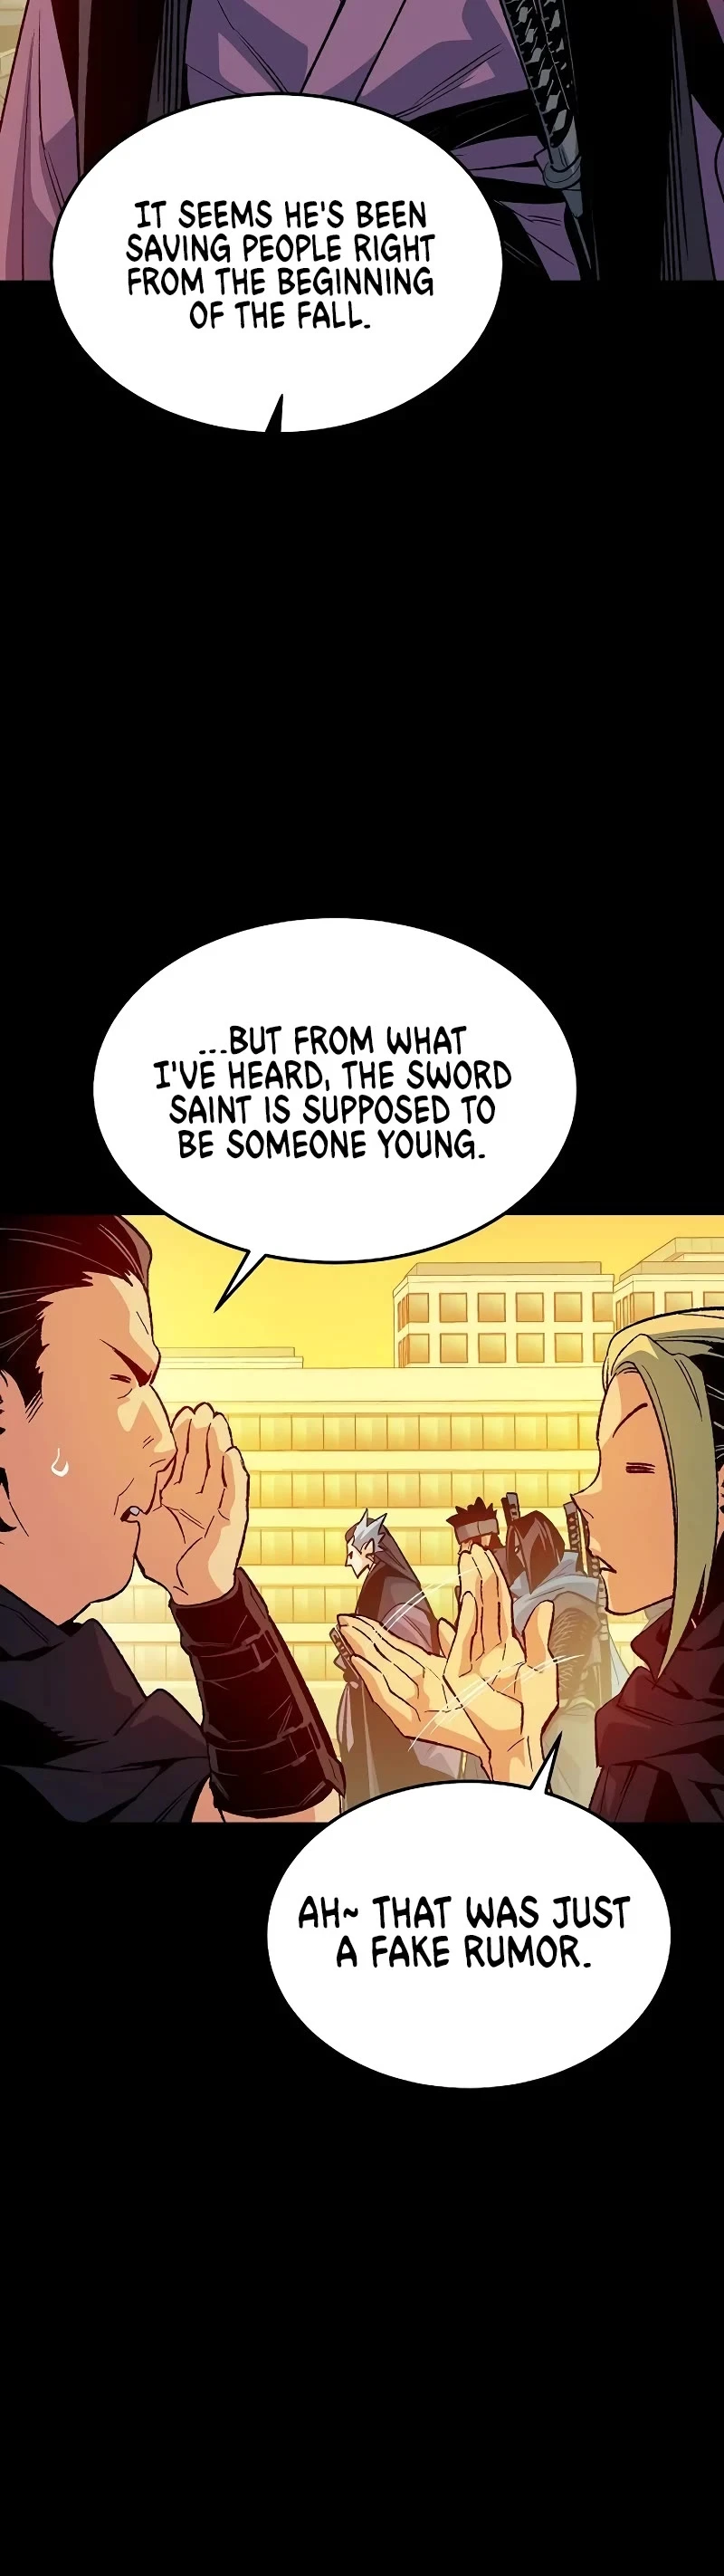 IT SEEMS HE'S BEEN
SAVING PEOPLE RIGHT
FROM THE BEGINNING
OF THE FALL.
...BUT FROM WHAT
I'VE HEARD, THE SWORD
SAINT IS SUPPOSED TO
BE SOMEONE YOUNG.
AH~ THAT WAS JUST
A FAKE RUMOR.